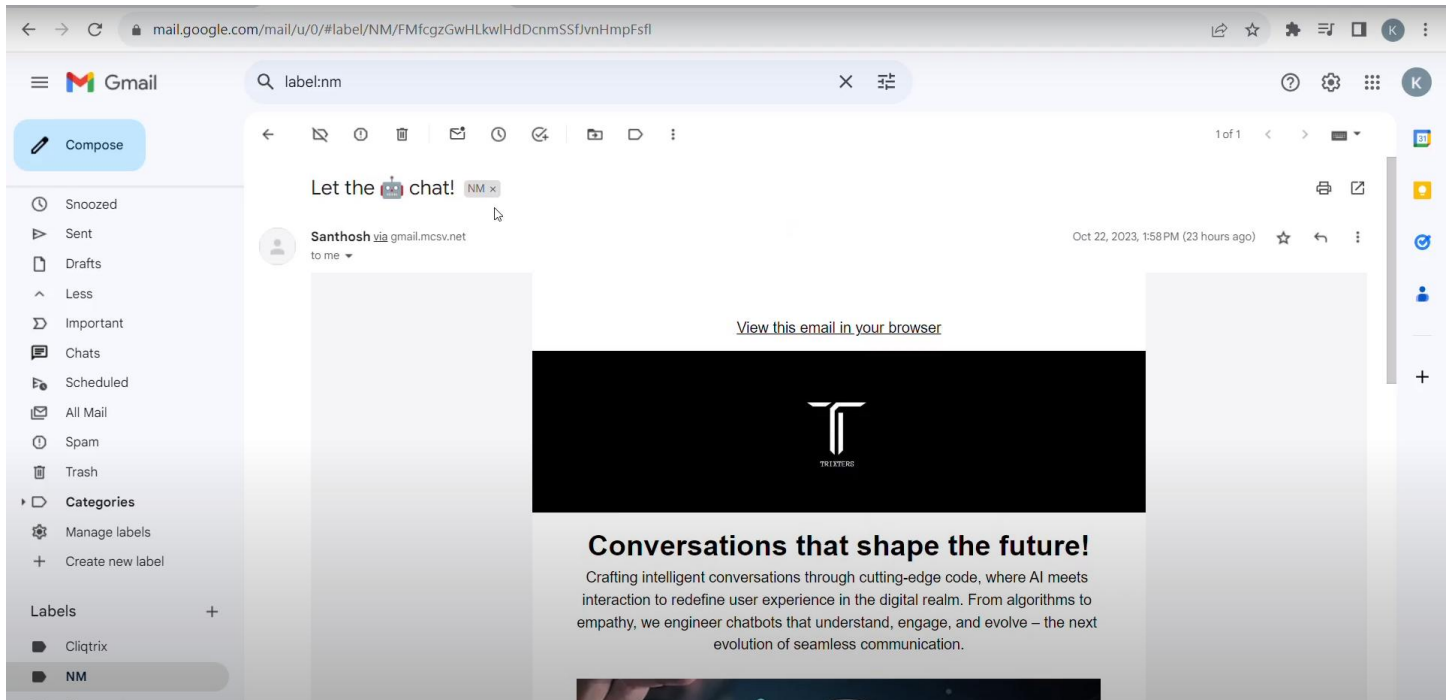 mail.google.com/mail/u/0/#label/NM/FMfcgzGwHLkwlHdDcnmSSfJvnHmpFsfl
K
Gmail
label:nm
K
Compose
1 of 1
31
Let the 🤖 chat! NM ×
Snoozed
Sent
Santhosh via gmail.mcsv.net
Oct 22, 2023, 1:58 PM (23 hours ago)
to me
Drafts
Less
Important
Chats
Scheduled
All Mail
Spam
Trash
Categories
Manage labels
Create new label
Labels
Cliqtrix
NM
View this email in your browser
TRIXTERS
Conversations that shape the future!
Crafting intelligent conversations through cutting-edge code, where AI meets
interaction to redefine user experience in the digital realm. From algorithms to
empathy, we engineer chatbots that understand, engage, and evolve – the next
evolution of seamless communication.